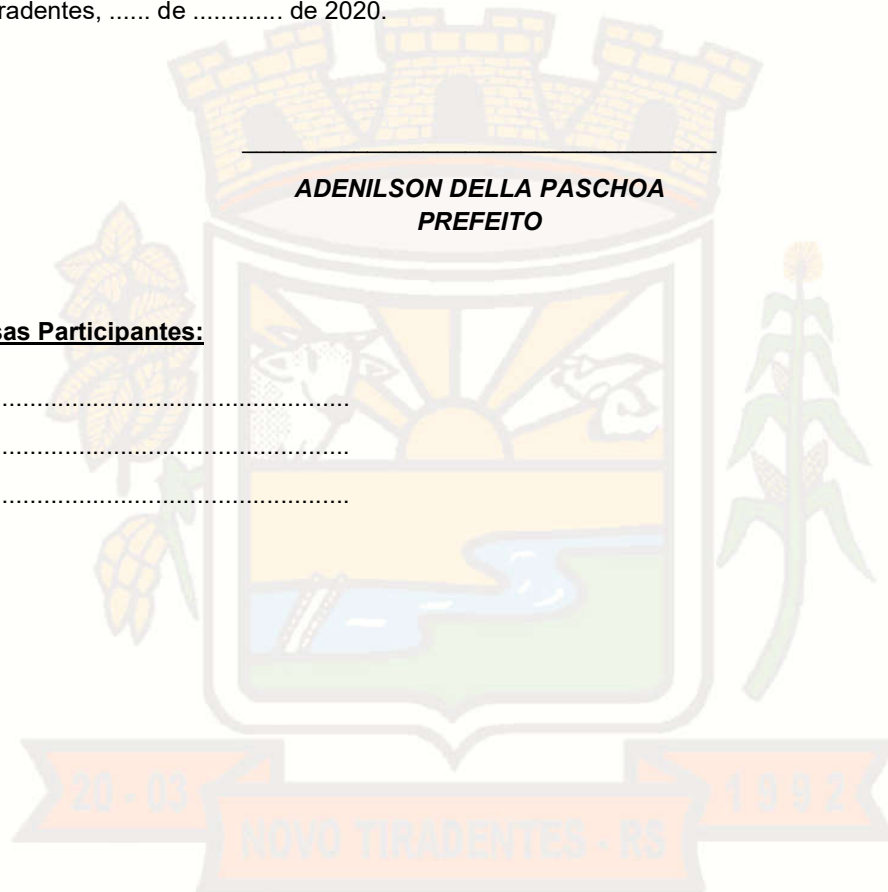 radentes, ...... de ............. de 2020.
ADENILSON DELLA PASCHOA
PREFEITO
sas Participantes:
....................................................
....................................................
....................................................
20 - 03
1992
NOVO TIRADENTES - RS